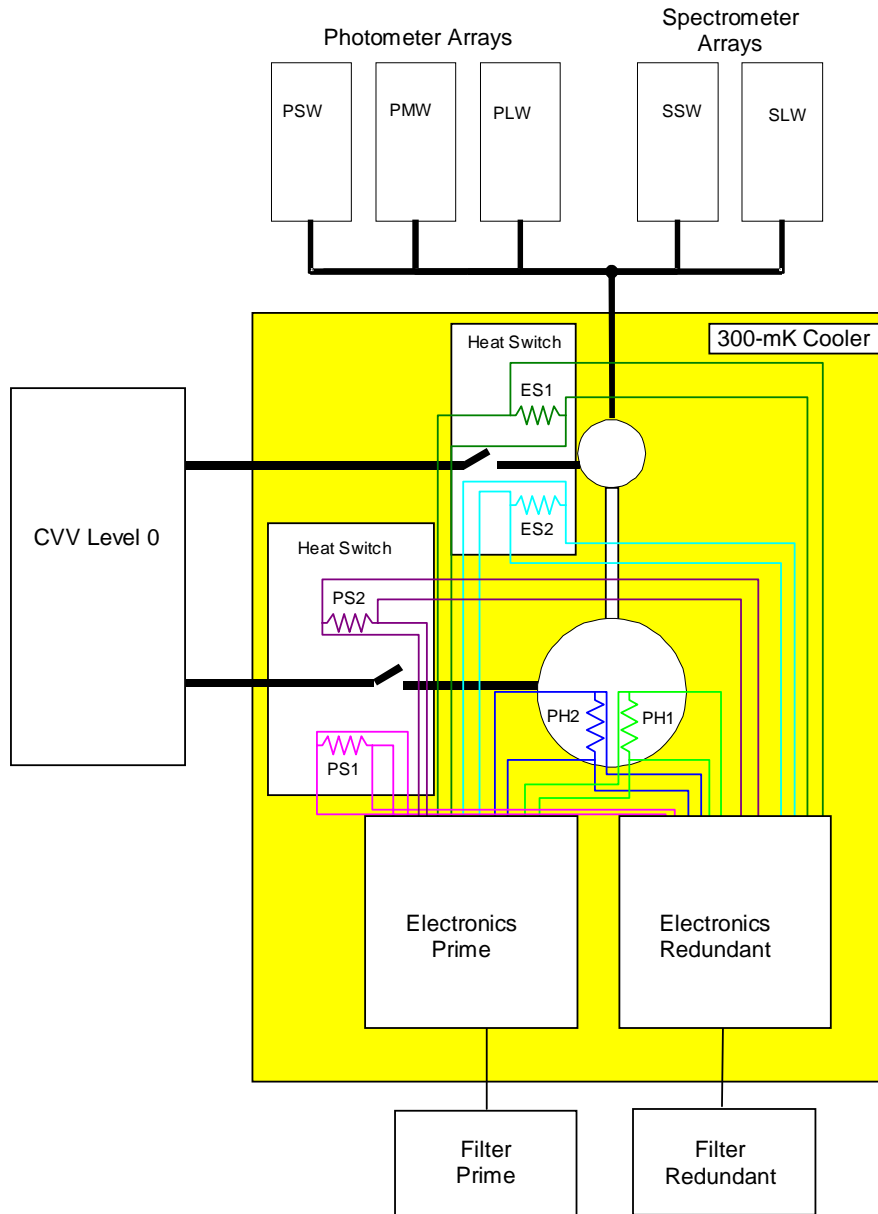 Photometer Arrays
Spectrometer
Arrays
PSW
PMW
PLW
SSW
SLW
300-mK Cooler
Heat Switch
ES1
ES2
CVV Level 0
Heat Switch
PS2
PH2
PH1
PS1
Electronics
Prime
Electronics
Redundant
Filter
Prime
Filter
Redundant